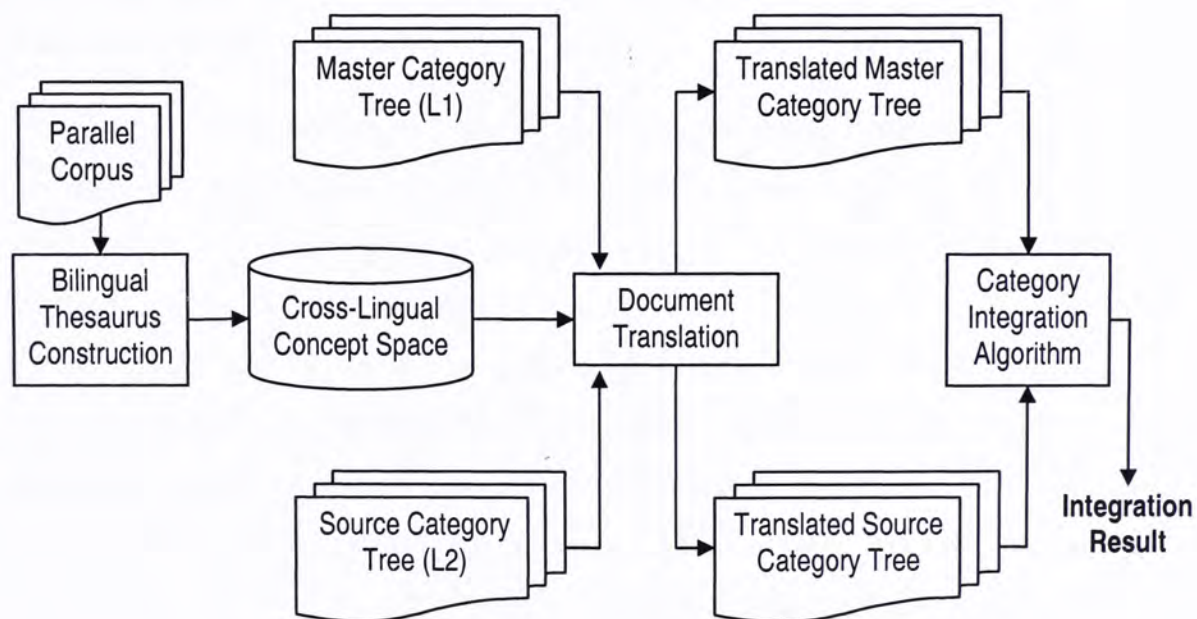 Parallel
Corpus
Master Category
Tree (L1)
Translated Master
Category Tree
Bilingual
Thesaurus
Construction
Cross-Lingual
Concept Space
Document
Translation
Category
Integration
Algorithm
Source Category
Tree (L2)
Translated Source
Category Tree
Integration
Result